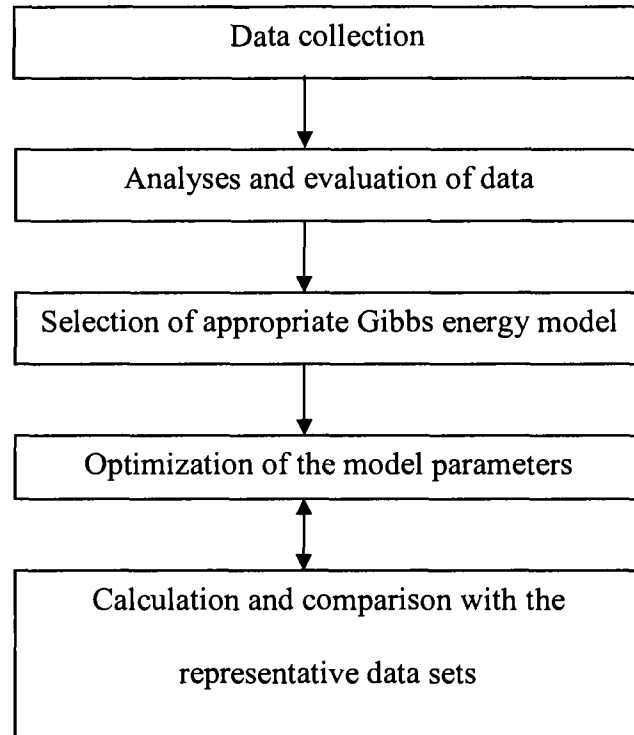 Data collection
Analyses and evaluation of data
Selection of appropriate Gibbs energy model
Optimization of the model parameters
Calculation and comparison with the
representative data sets